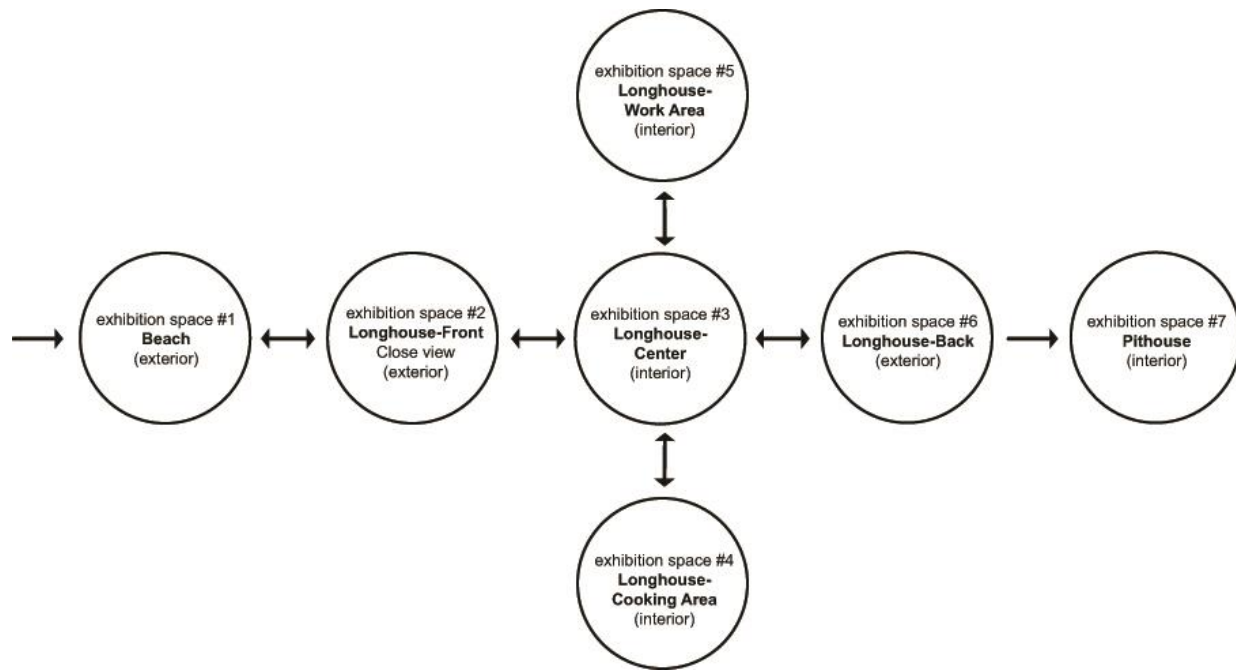 exhibition space #5
Longhouse-
Work Area
(interior)
exhibition space #1
Beach
(exterior)
exhibition space #2
Longhouse-Front
Close view
(exterior)
exhibition space #3
Longhouse-
Center
(interior)
exhibition space #6
Longhouse-Back
(exterior)
exhibition space #7
Pithouse
(interior)
exhibition space #4
Longhouse-
Cooking Area
(interior)